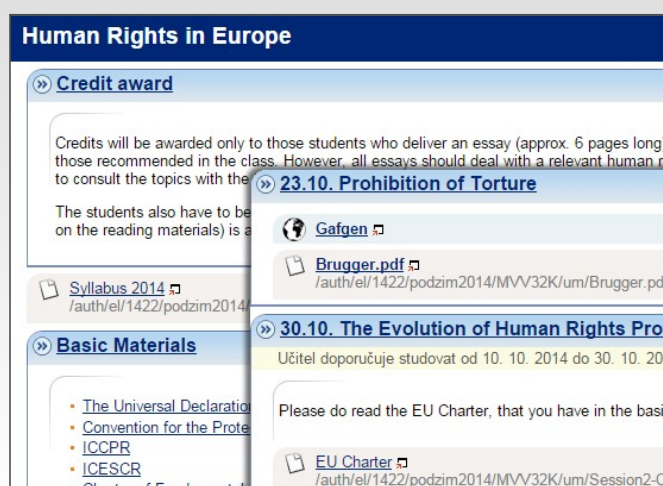 Human Rights in Europe
Credit award
Credits will be awarded only to those students who deliver an essay (approx. 6 pages long
those recommended in the class. However, all essays should deal with a relevant human
to consult the topics with the
The students also have to be
on the reading materials) is
Syllabus 2014
/auth/el/1422/podzim2014/
Basic Materials
The Universal
Convention for the
ICCPR
ICESCR
23.10. Prohibition of Torture
Gafgen
Brugger.pdf
/auth/el/1422/podzim2014/MVV32K/um/Brugger.pd
30.10. The Evolution of Human Rights Pro
Učitel doporučuje studovat od 10. 10. 2014 do 30. 10. 20
Please do read the EU Charter, that you have in the basi
EU Charter
/auth/el/1422/podzim2014/MVV32K/um/Session2-